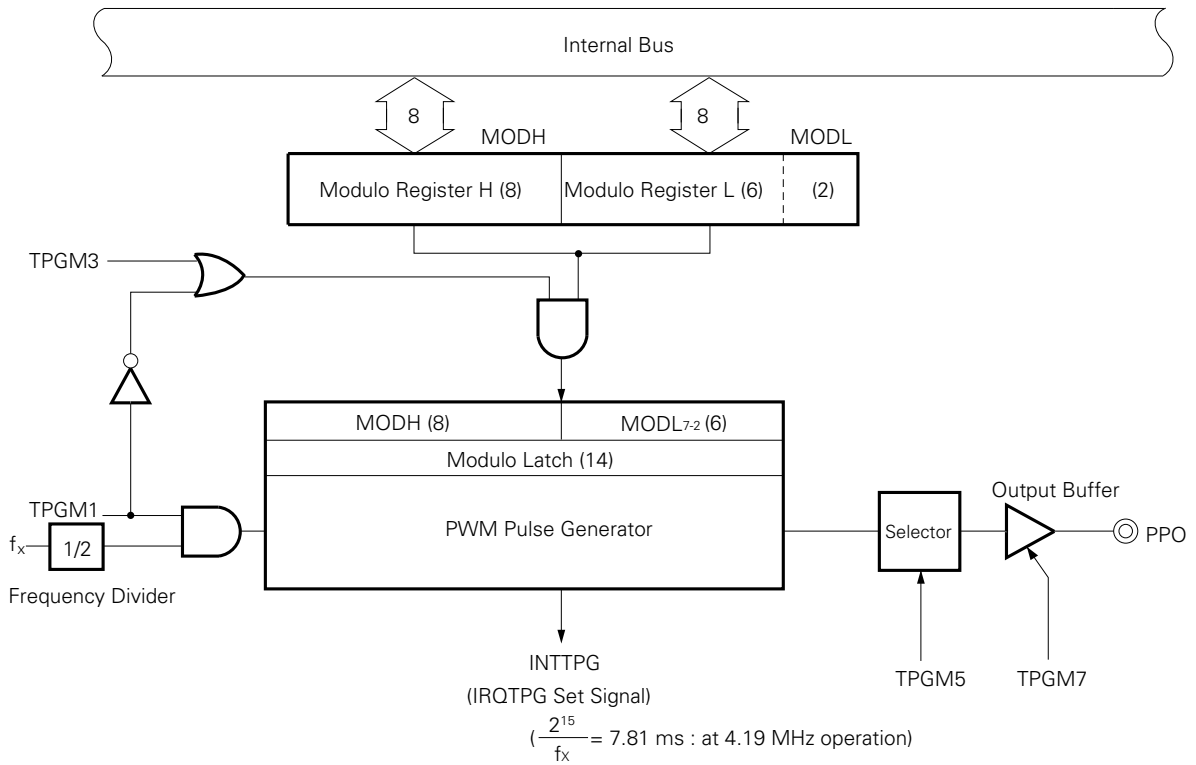 Internal Bus
8
8
MODH
MODL
Modulo Register H (8)
Modulo Register L (6)
(2)
TPGM3
MODH (8)
MODL7-2 (6)
Modulo Latch (14)
TPGM1
fx
1/2
Frequency Divider
PWM Pulse Generator
Selector
Output Buffer
PPO
INTTPG
(IRQTPG Set Signal)
TPGM5
TPGM7
(2^15/fx = 7.81 ms : at 4.19 MHz operation)